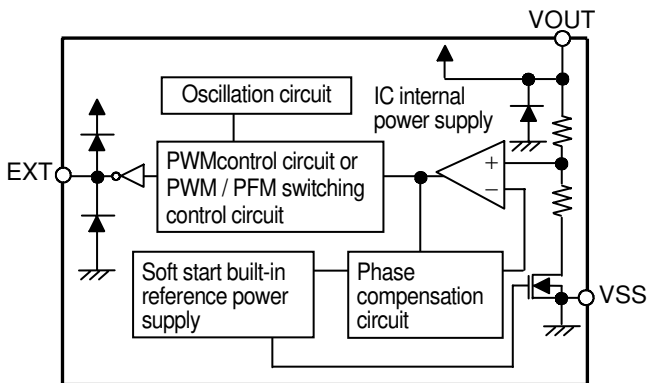 VOUT
Oscillation circuit
IC internal
power supply
EXT
PWMcontrol circuit or
PWM / PFM switching
control circuit
+
−
Soft start built-in
reference power
supply
Phase
compensation
circuit
VSS